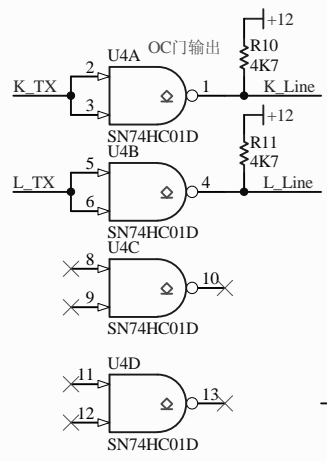 U4A OC门输出 +12
R10
4K7
K_TX 2 3 1 K_Line
SN74HC01D
+12
R11
4K7
U4B
L_TX 5 6 4 L_Line
SN74HC01D
U4C
8 9 10
SN74HC01D
U4D
11 12 13
SN74HC01D